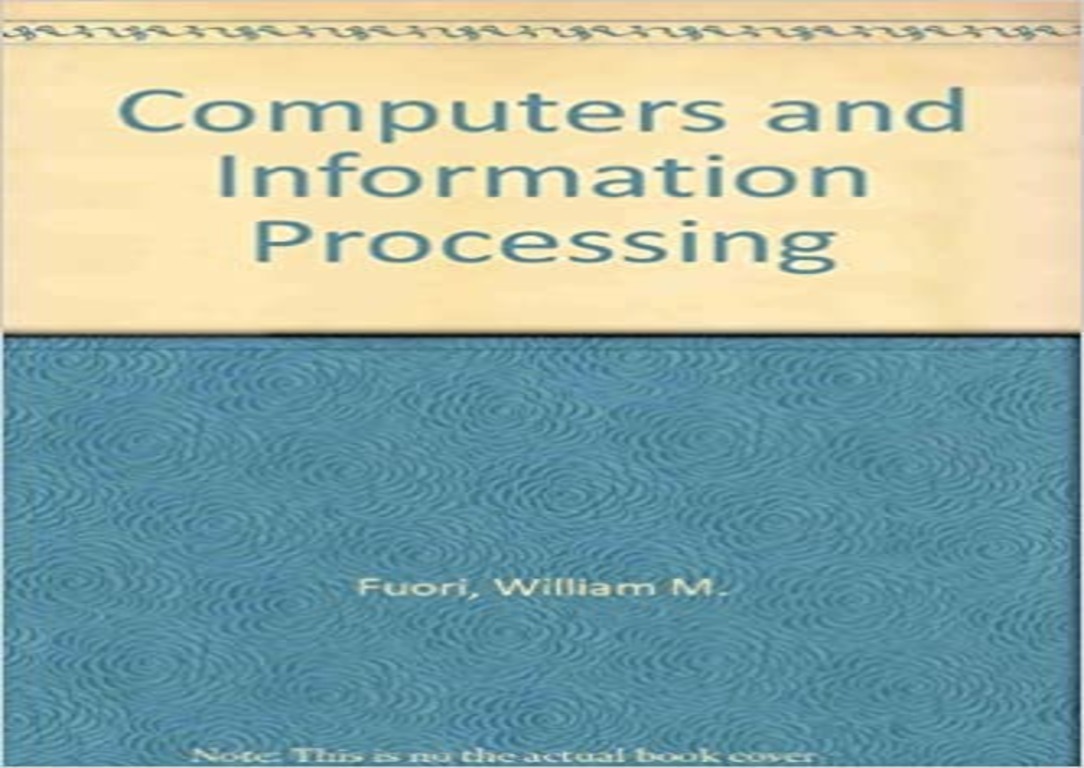 Computers and
Information
Processing
Fuori, William M.
Note: This is no the actual book cover